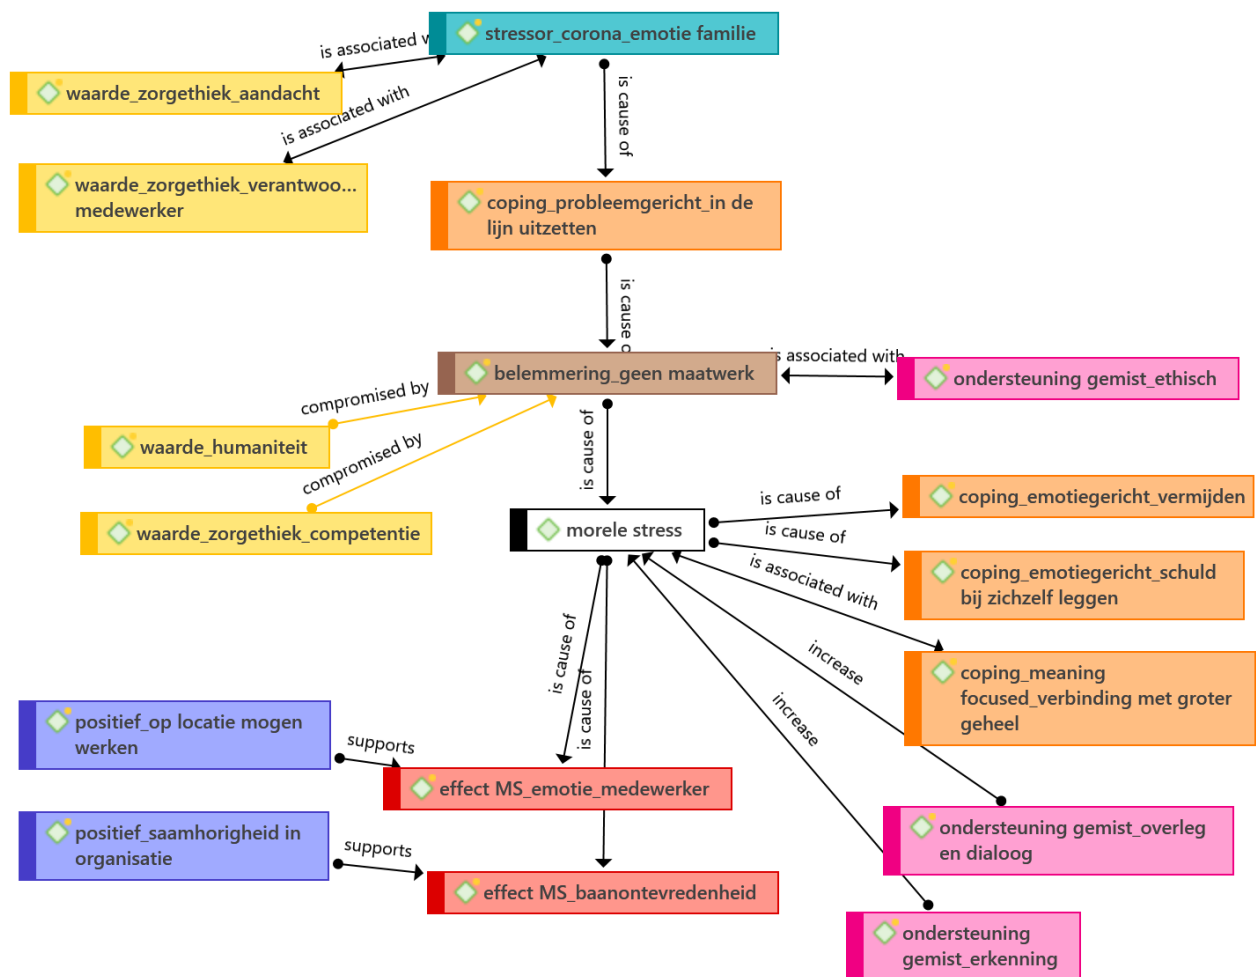 stressor_corona_emotie familie
is associated
waarde_zorgethiek_aandacht
is associated with
is cause of
waarde_zorgethiek_verantwoo...
medewerker
coping_probleemgericht_in de
lijn uitzetten
is cause
is associated with
belemmering_geen maatwerk
ondersteuning gemist_ethisch
compromised by
waarde_humaniteit
compromised by
is cause of
waarde_zorgethiek_competentie
is cause of
coping_emotiegericht_vermijden
morele stress
is cause of
coping_emotiegericht_schuld
bij zichzelf leggen
is associated with
coping_meaning
focused_verbinding met groter
geheel
is cause of
is cause of
increase
increase
positief_op locatie mogen
werken
supports
effect MS_emotie_medewerker
positief_saamhorigheid in
organisatie
supports
effect MS_baanontevredenheid
ondersteuning gemist_overleg
en dialoog
ondersteuning
gemist_erkenning